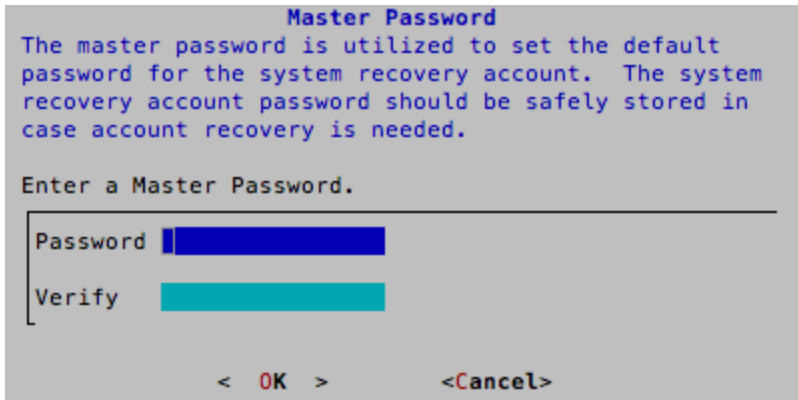 Master Password
The master password is utilized to set the default
password for the system recovery account.  The system
recovery account password should be safely stored in
case account recovery is needed.
Enter a Master Password.
Password
Verify
<  OK  > <Cancel>